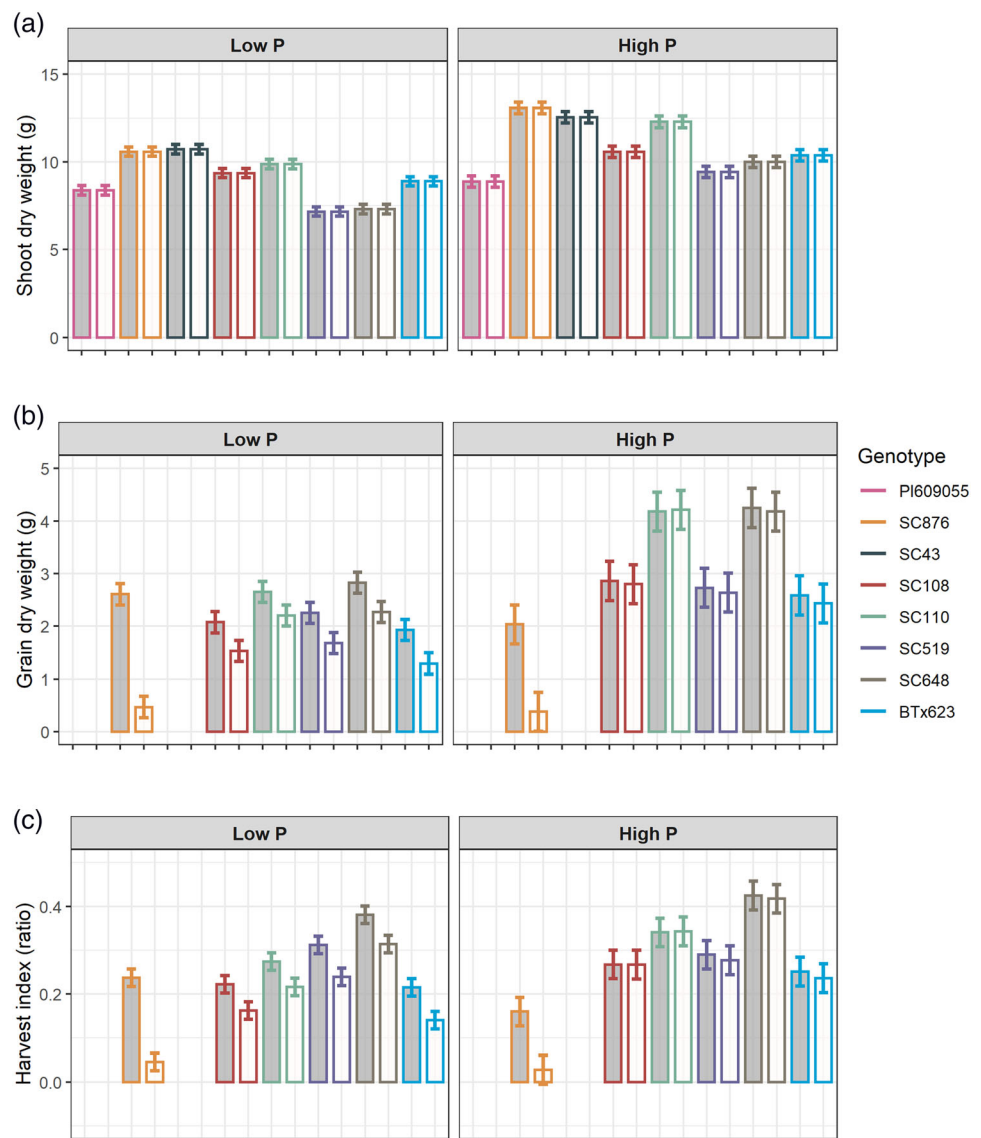 (a)
Low P
High P
Shoot dry weight (g)
15
10
5
0
(b)
Low P
High P
Grain dry weight (g)
5
4
3
2
1
0
Genotype
PI609055
SC876
SC43
SC108
SC110
SC519
SC648
BTx623
(c)
Low P
High P
Harvest index (ratio)
0.4
0.2
0.0